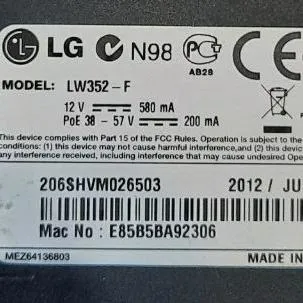 LG N98
AB28
MODEL: LW352-F
12 V 580 mA
PoE 38 - 57 V 200 mA
This device complies with Part 15 of the FCC Rules. Operation is subject to the
conditions: (1) this device may not cause harmful interference, and (2)
any interference received, including interference that may cause undesired Oper
206SHVM026503 2012 / JU
Mac No : E85B5BA92306
MEZ64136803 MADE IN